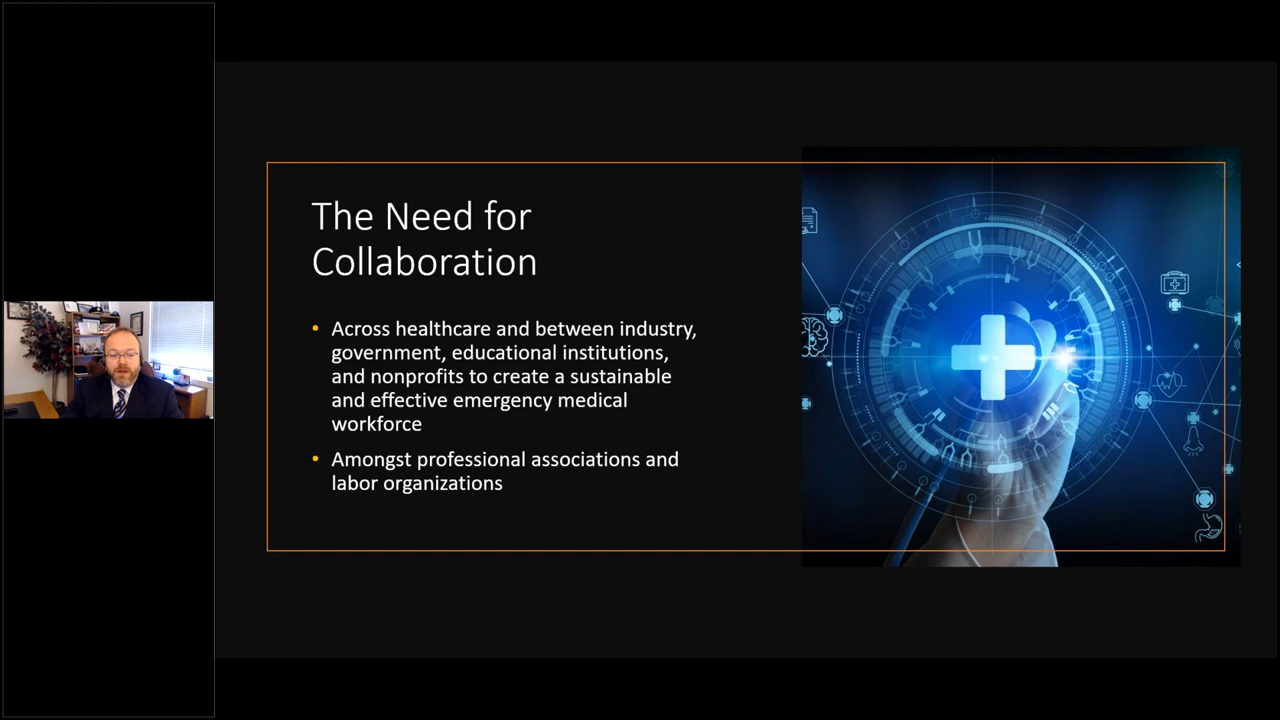 The Need for
Collaboration
• Across healthcare and between industry,
government, educational institutions,
and nonprofits to create a sustainable
and effective emergency medical
workforce
• Amongst professional associations and
labor organizations